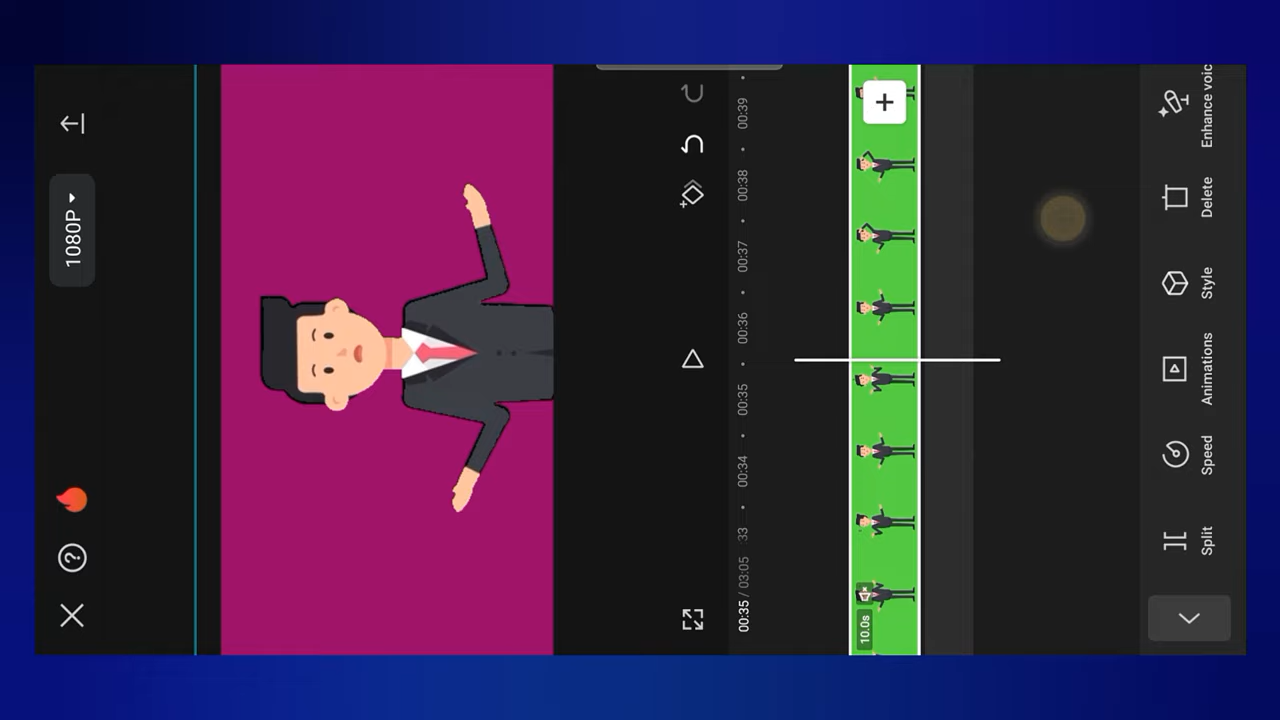 1080P
00:35 / 03:05
33
00:34
00:35
00:36
00:37
00:38
00:39
10.0s
Split
Speed
Animations
Style
Delete
Enhance voic